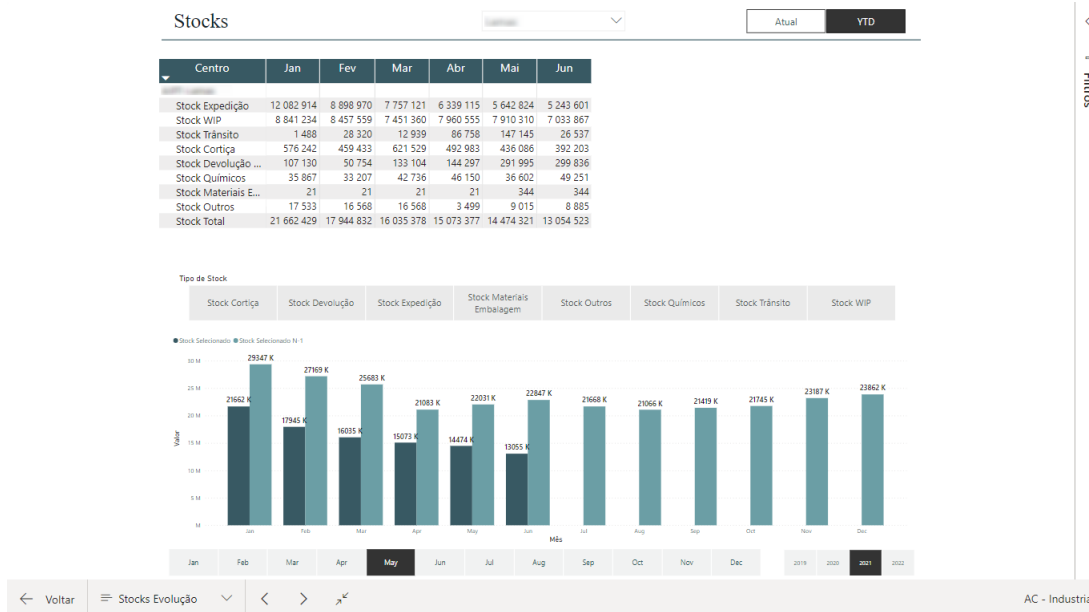 Stocks
Atual YTD
Filtros
Centro Jan Fev Mar Abr Mai Jun
Stock Expedição 12 082 914 8 898 970 7 757 121 6 339 115 5 642 824 5 243 601
Stock WIP 8 841 234 8 457 559 7 451 360 7 960 555 7 910 310 7 033 867
Stock Trânsito 1 488 28 320 12 939 86 758 147 145 26 537
Stock Cortiça 576 242 459 433 621 529 492 983 436 086 392 203
Stock Devolução ... 107 130 50 754 133 104 144 297 291 995 299 836
Stock Químicos 35 867 33 207 42 736 46 150 36 602 49 251
Stock Materiais E... 21 21 21 21 344 344
Stock Outros 17 533 16 568 16 568 3 499 9 015 8 885
Stock Total 21 662 429 17 944 832 16 035 378 15 073 377 14 474 321 13 054 523
Tipo de Stock
Stock Cortiça Stock Devolução Stock Expedição Stock Materiais Embalagem Stock Outros Stock Químicos Stock Trânsito Stock WIP
Stock Selecionado Stock Selecionado N-1
30 M
25 M
20 M
15 M
10 M
5 M
M
Valor
21662 K 29347 K 17945 K 27169 K 16035 K 25683 K 15073 K 21083 K 14474 K 22031 K 13055 K 22847 K 21668 K 21066 K 21419 K 21745 K 23187 K 23862 K
Jan Feb Mar Apr May Jun Jul Aug Sep Oct Nov Dec
Mês
Jan Feb Mar Apr May Jun Jul Aug Sep Oct Nov Dec 2019 2020 2021 2022
Voltar Stocks Evolução AC - Industria